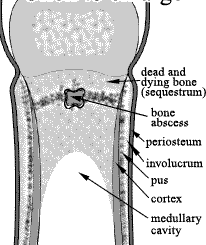 dead and
dying bone
(sequestrum)
bone
abscess
periosteum
involucrum
pus
cortex
medullary
cavity